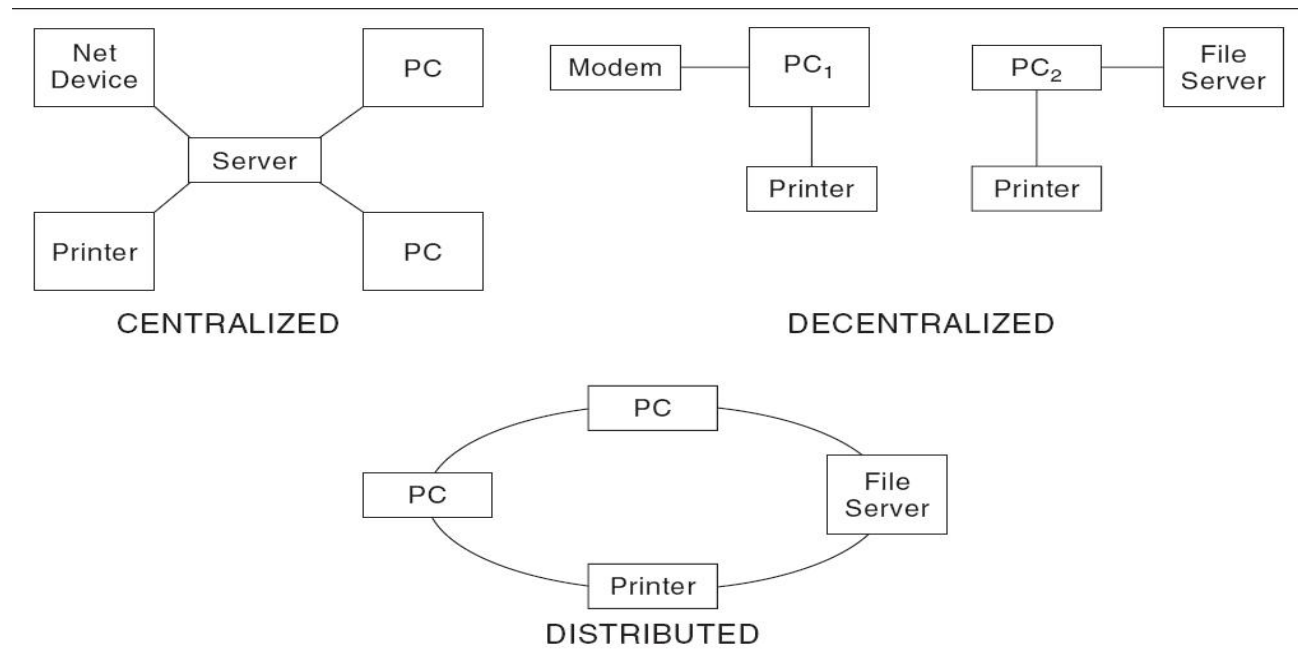 Net
Device
PC
Server
Printer
PC
CENTRALIZED
Modem
PC₁
Printer
PC₂
File
Server
Printer
DECENTRALIZED
PC
PC
File
Server
Printer
DISTRIBUTED